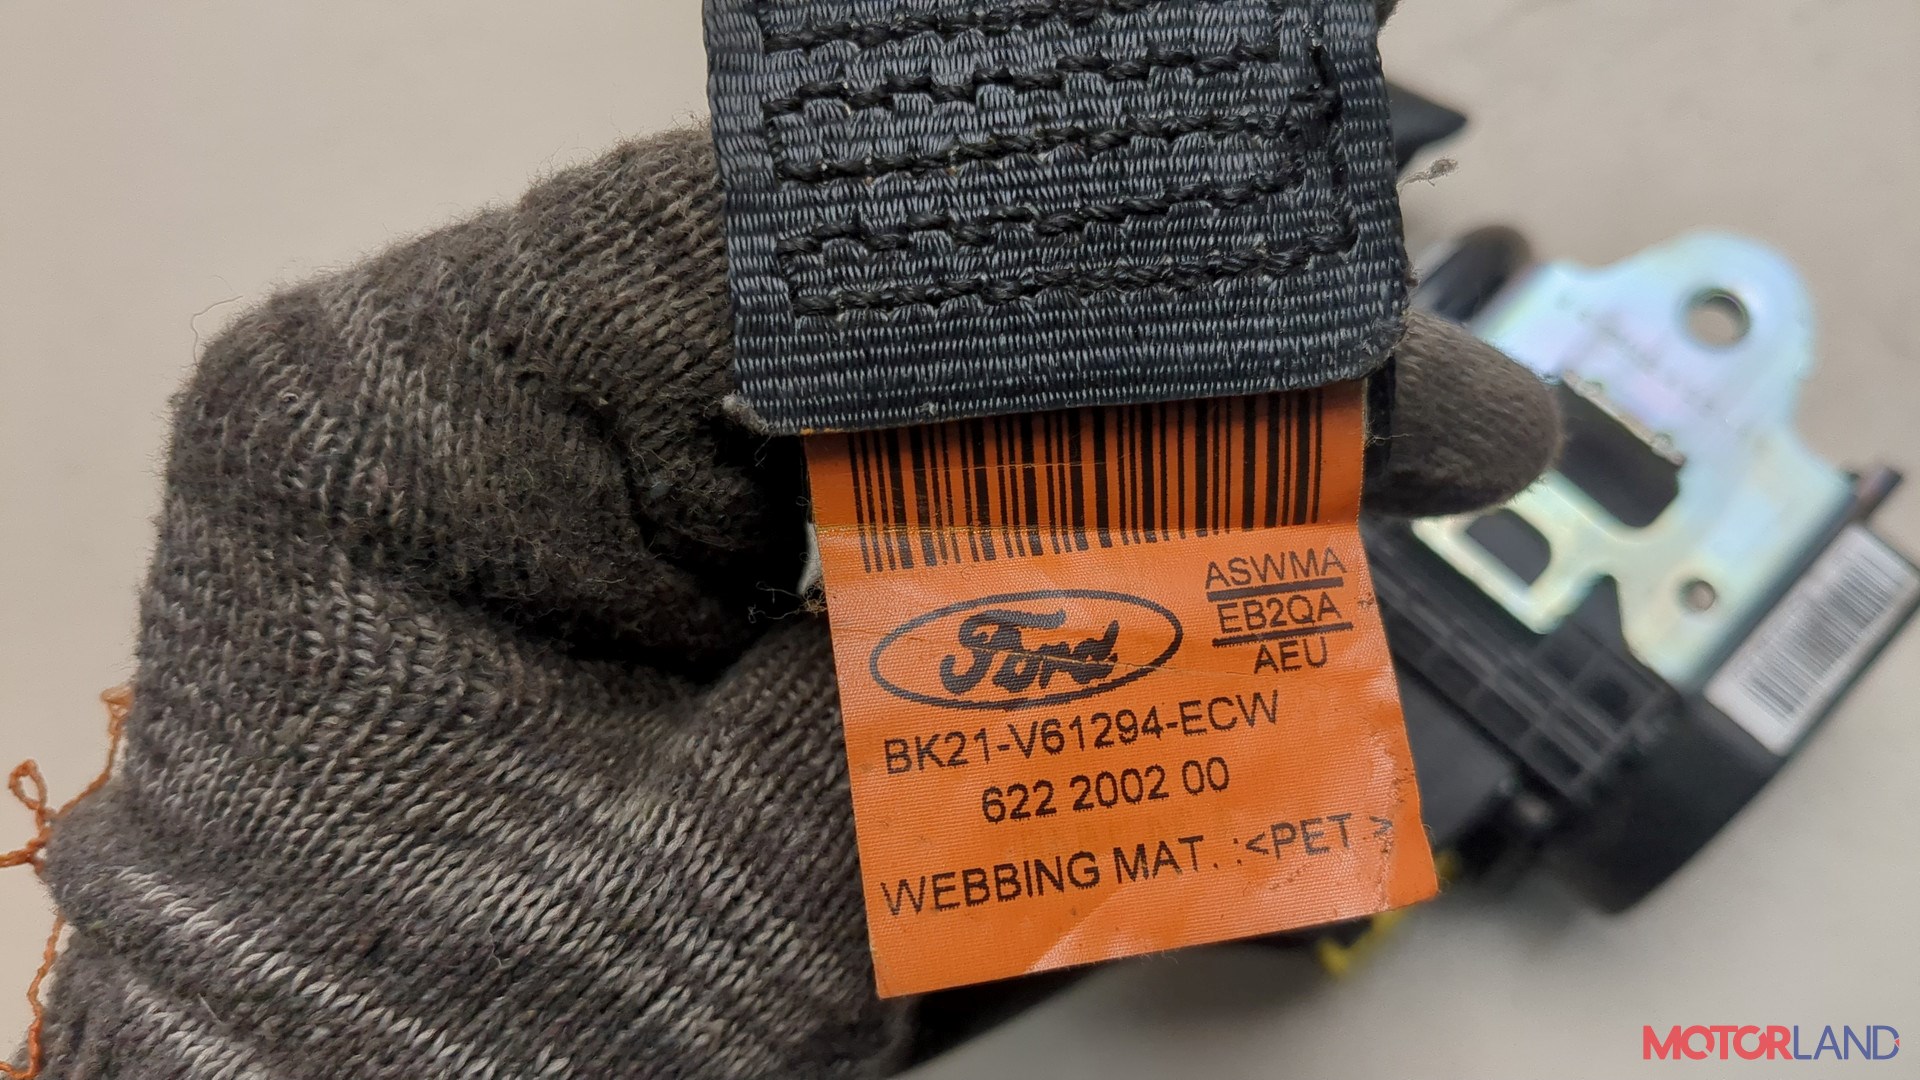 ASWMA
EB2QA
AEU
Ford
BK21-V61294-ECW
622 2002 00
WEBBING MAT. :<PET >
MOTORLAND